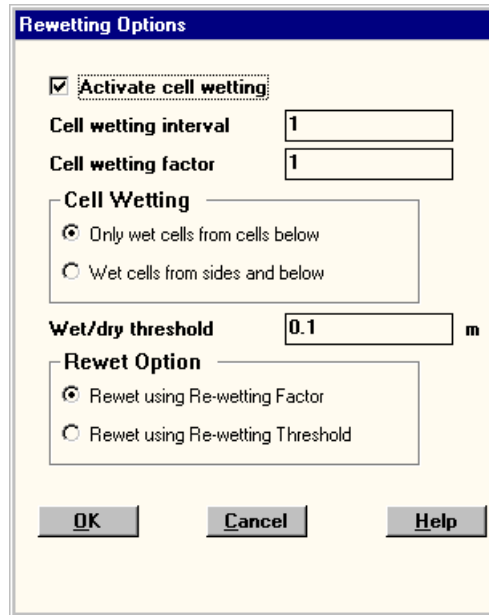 Rewetting Options
Activate cell wetting
Cell wetting interval 1
Cell wetting factor 1
Cell Wetting
Only wet cells from cells below
Wet cells from sides and below
Wet/dry threshold 0.1 m
Rewet Option
Rewet using Re-wetting Factor
Rewet using Re-wetting Threshold
OK Cancel Help